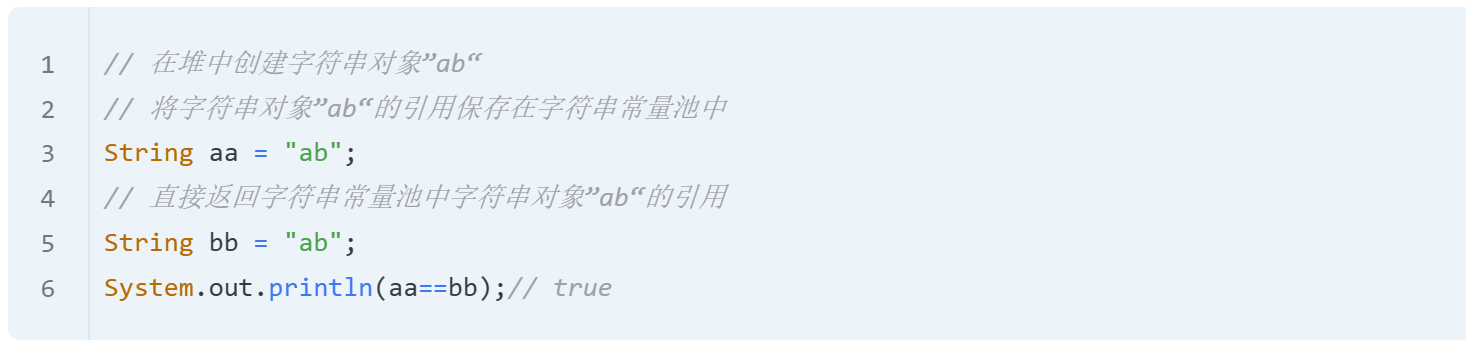 1 // 在堆中创建字符串对象”ab“
2 // 将字符串对象”ab“的引用保存在字符串常量池中
3 String aa = "ab";
4 // 直接返回字符串常量池中字符串对象”ab“的引用
5 String bb = "ab";
6 System.out.println(aa==bb);// true